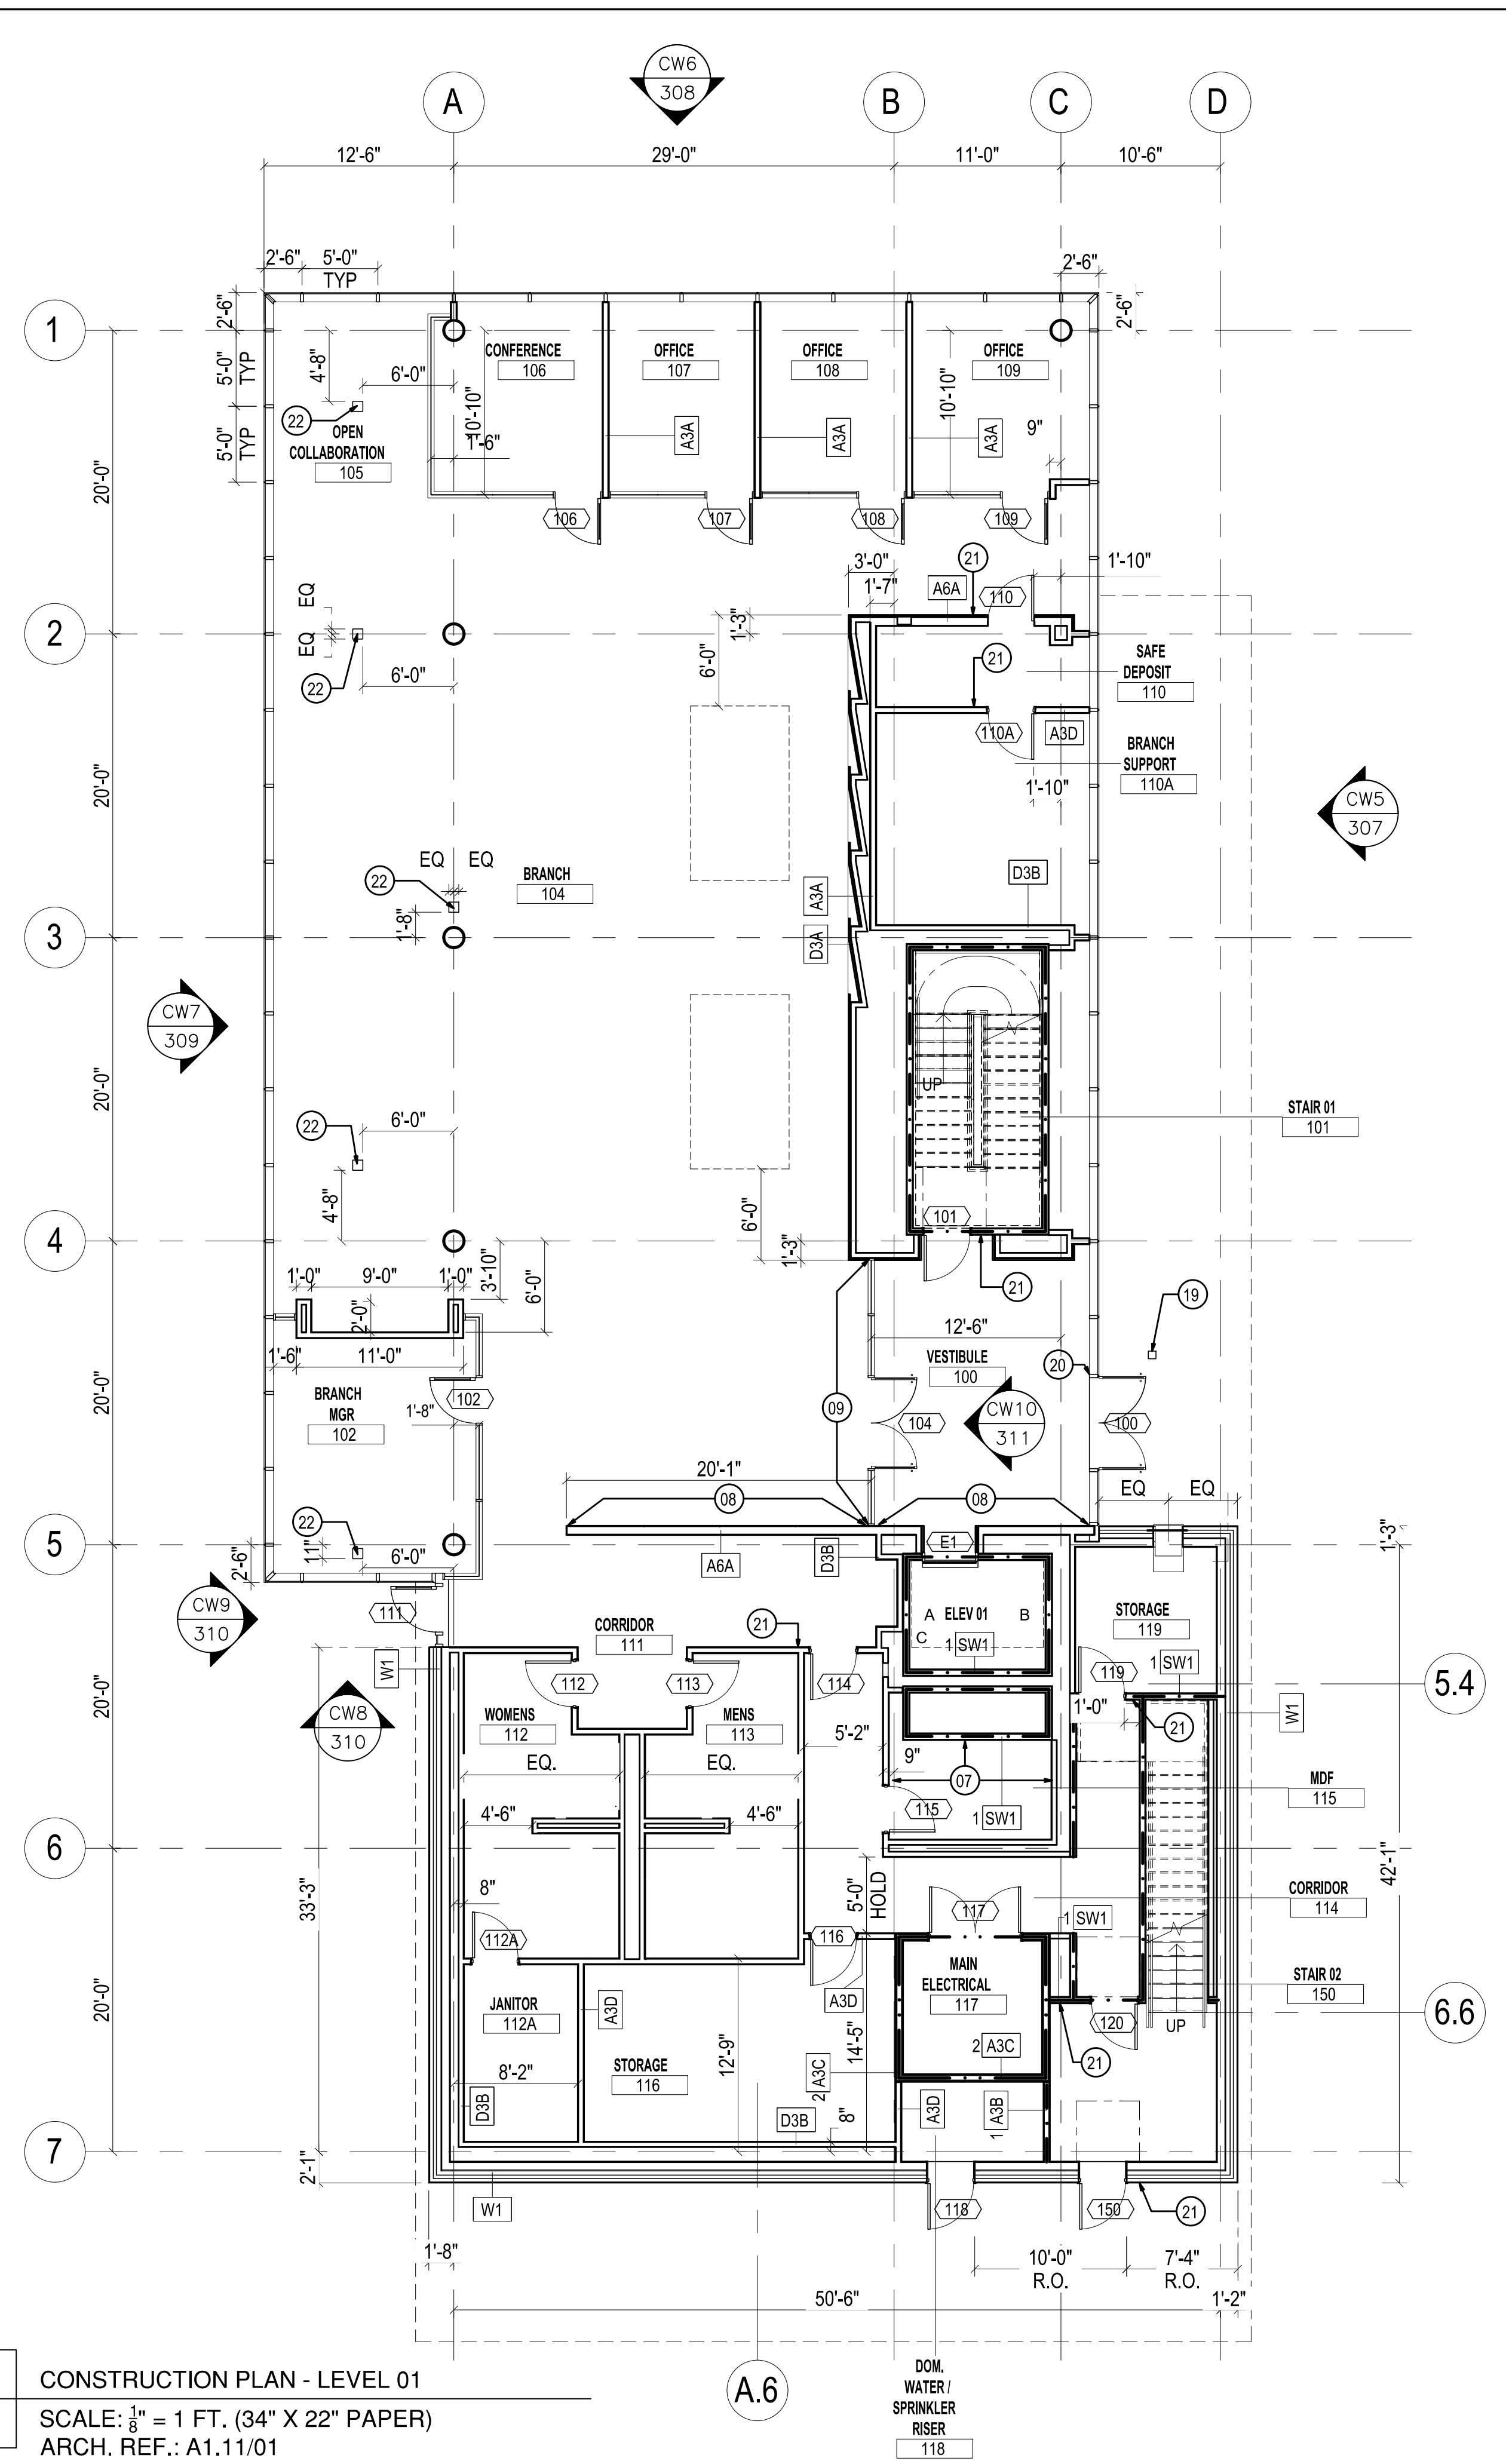 CW6
308
A
B
C
D
12'-6"
29'-0"
11'-0"
10'-6"
2'-6"
5'-0"
TYP
2'-6"
2'-6"
2'-6"
1
CONFERENCE
106
OFFICE
107
OFFICE
108
OFFICE
109
5'-0"
TYP
4'-8"
6'-0"
10'-10"
10'-10"
22
OPEN
COLLABORATION
105
5'-0"
TYP
1'-6"
A3A
A3A
A3A
9"
20'-0"
106
107
108
109
3'-0"
21
1'-10"
1'-7"
A6A
110
EQ
EQ
2
1'-3"
6'-0"
22
6'-0"
21
SAFE
DEPOSIT
110
110A
A3D
BRANCH
SUPPORT
110A
1'-10"
20'-0"
CW5
307
EQ
EQ
22
BRANCH
104
D3B
A3A
1'-8"
3
D3A
CW7
309
20'-0"
UP
22
6'-0"
STAIR 01
101
4'-8"
6'-0"
101
4
1'-3"
1'-0"
9'-0"
1'-0"
3'-10"
6'-0"
21
19
2'-0"
12'-6"
1'-6"
11'-0"
VESTIBULE
100
20
20'-0"
BRANCH
MGR
102
102
1'-8"
09
104
CW10
311
100
20'-1"
EQ
EQ
08
08
22
5
E1
1'-3"
11"
2'-6"
6'-0"
A6A
D3B
CW9
310
111
CORRIDOR
111
21
A
ELEV 01
B
C
1
SW1
STORAGE
119
W1
1
SW1
112
113
114
119
5.4
CW8
310
WOMENS
112
MENS
113
1'-0"
21
W1
20'-0"
5'-2"
9"
EQ.
EQ.
07
MDF
115
4'-6"
4'-6"
115
1
SW1
6
33'-3"
8"
5'-0"
HOLD
42'-1"
CORRIDOR
114
117
1
SW1
112A
116
MAIN
ELECTRICAL
117
STAIR 02
150
JANITOR
112A
A3D
A3D
6.6
120
UP
20'-0"
STORAGE
116
12'-9"
14'-5"
2
A3C
2
A3C
21
8'-2"
D3B
D3B
8"
A3D
1
A3B
7
2'-1"
W1
118
150
21
1'-8"
10'-0"
R.O.
7'-4"
R.O.
50'-6"
1'-2"
A.6
DOM.
WATER /
SPRINKLER
RISER
118
CONSTRUCTION PLAN - LEVEL 01
SCALE: 1/8" = 1 FT. (34" X 22" PAPER)
ARCH. REF.: A1.11/01